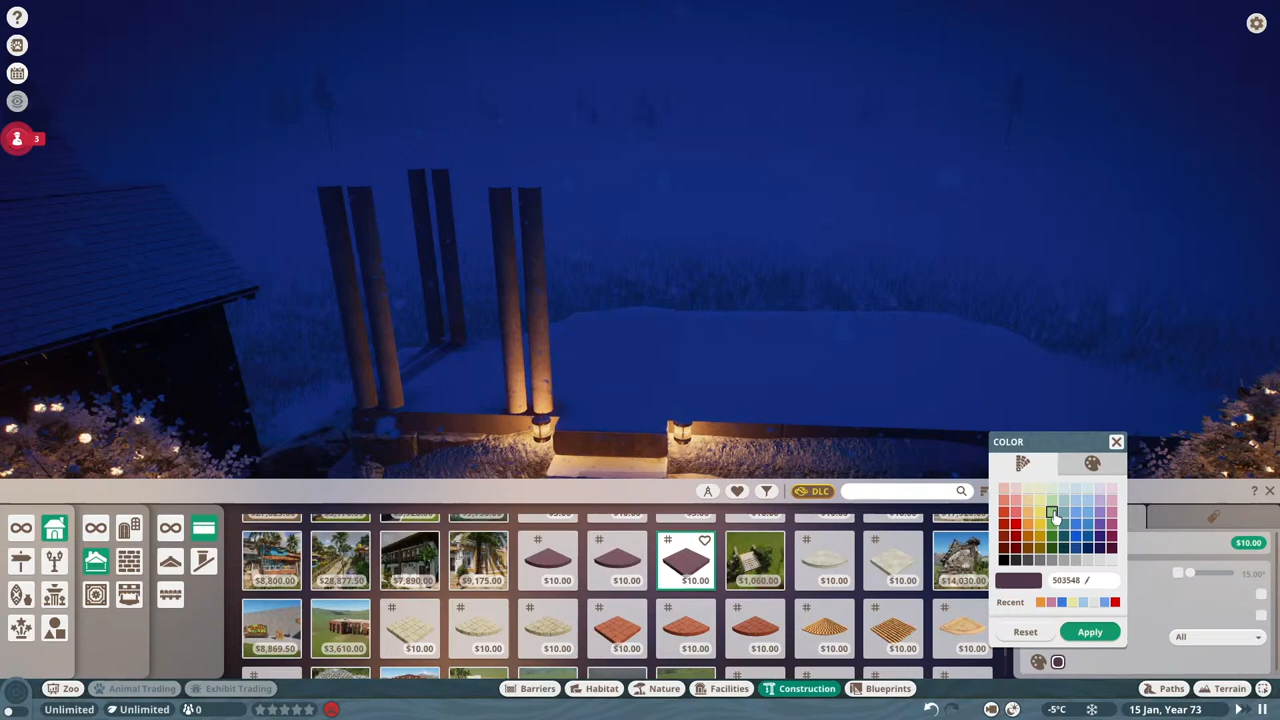 ?
3
DLC
? ×
COLOR
503548 /
Recent
Reset
Apply
$10.00
15.00°
All
$8,800.00
$28,877.50
$7,890.00
$9,175.00
$10.00
$10.00
$10.00
$1,060.00
$10.00
$10.00
$14,030.00
$8,869.50
$3,610.00
$10.00
$10.00
$10.00
$10.00
$10.00
$10.00
$10.00
$10.00
$10.00
Zoo
Animal Trading
Exhibit Trading
Barriers
Habitat
Nature
Facilities
Construction
Blueprints
Paths
Terrain
Unlimited
Unlimited
0
-5°C
15 Jan, Year 73